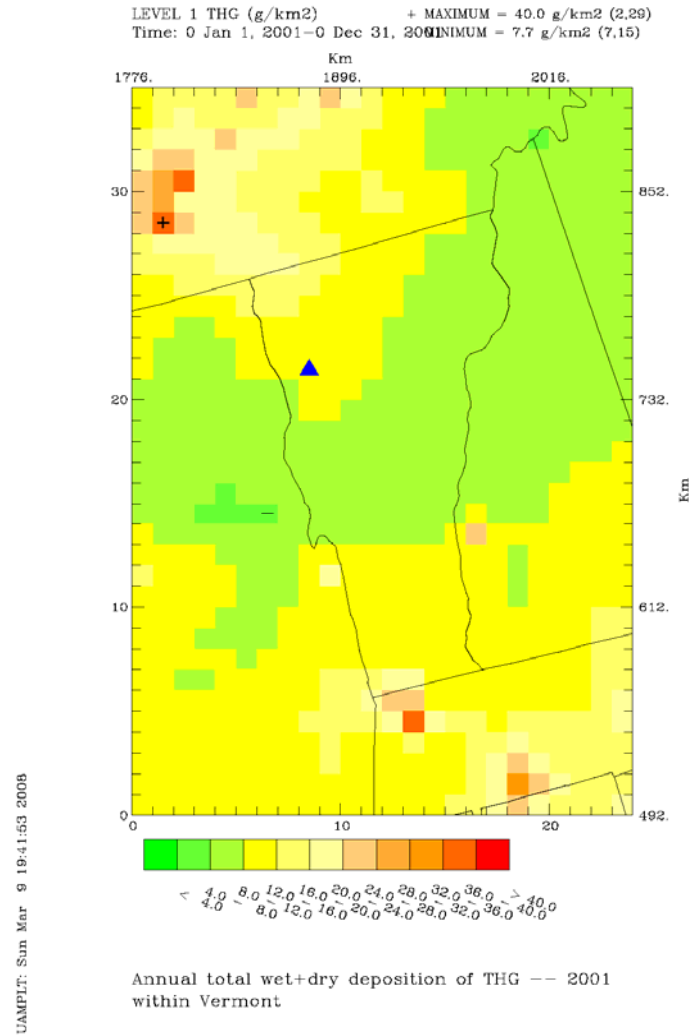 LEVEL 1 THG (g/km2) + MAXIMUM = 40.0 g/km2 (2,29)
Time: 0 Jan 1, 2001-0 Dec 31, MINIMUM = 7.7 g/km2 (7,15)
Km
1776. 1896. 2016.
30 852.
20 732.
Km
10 612.
0 492.
0 10 20
< 4.0
4.0 - 8.0
8.0 - 12.0
12.0 - 16.0
16.0 - 20.0
20.0 - 24.0
24.0 - 28.0
28.0 - 32.0
32.0 - 36.0
36.0 - 40.0
> 40.0
Annual total wet+dry deposition of THG -- 2001
within Vermont
UAMPLT: Sun Mar 9 19:41:53 2008